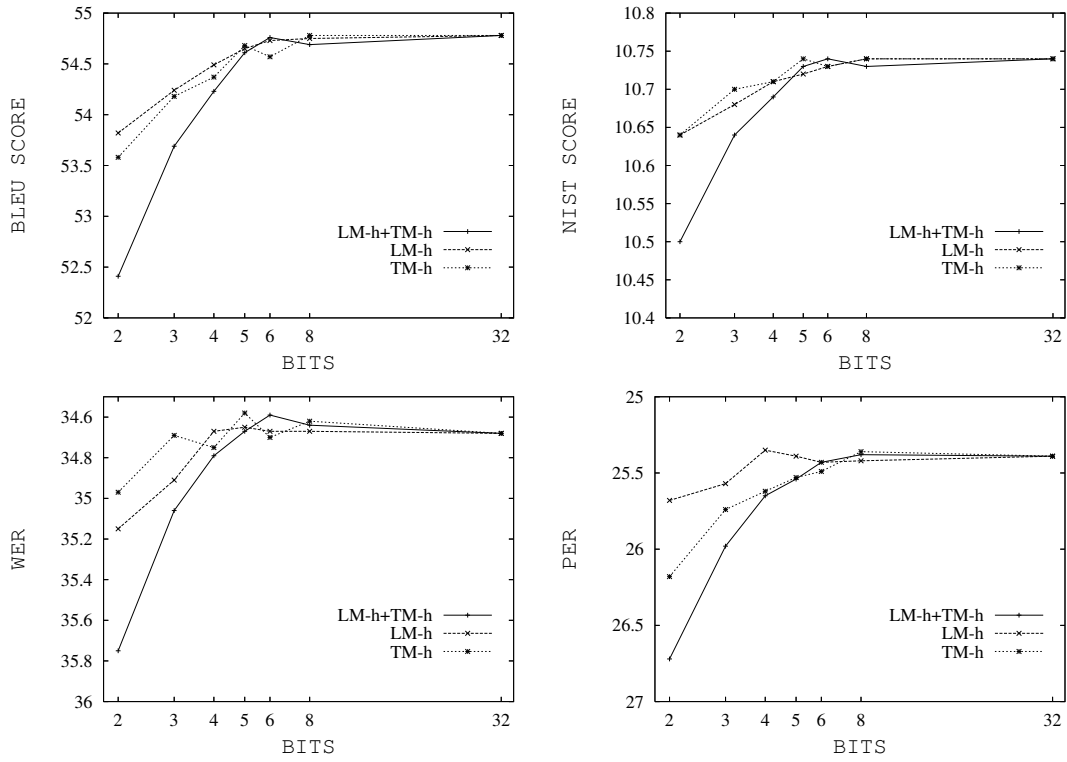 55
54.5
54
53.5
53
52.5
52
BLEU SCORE
LM-h+TM-h
LM-h
TM-h
2 3 4 5 6 8 32
BITS
10.8
10.75
10.7
10.65
10.6
10.55
10.5
10.45
10.4
NIST SCORE
LM-h+TM-h
LM-h
TM-h
2 3 4 5 6 8 32
BITS
34.6
34.8
35
35.2
35.4
35.6
35.8
36
WER
LM-h+TM-h
LM-h
TM-h
2 3 4 5 6 8 32
BITS
25
25.5
26
26.5
27
PER
LM-h+TM-h
LM-h
TM-h
2 3 4 5 6 8 32
BITS